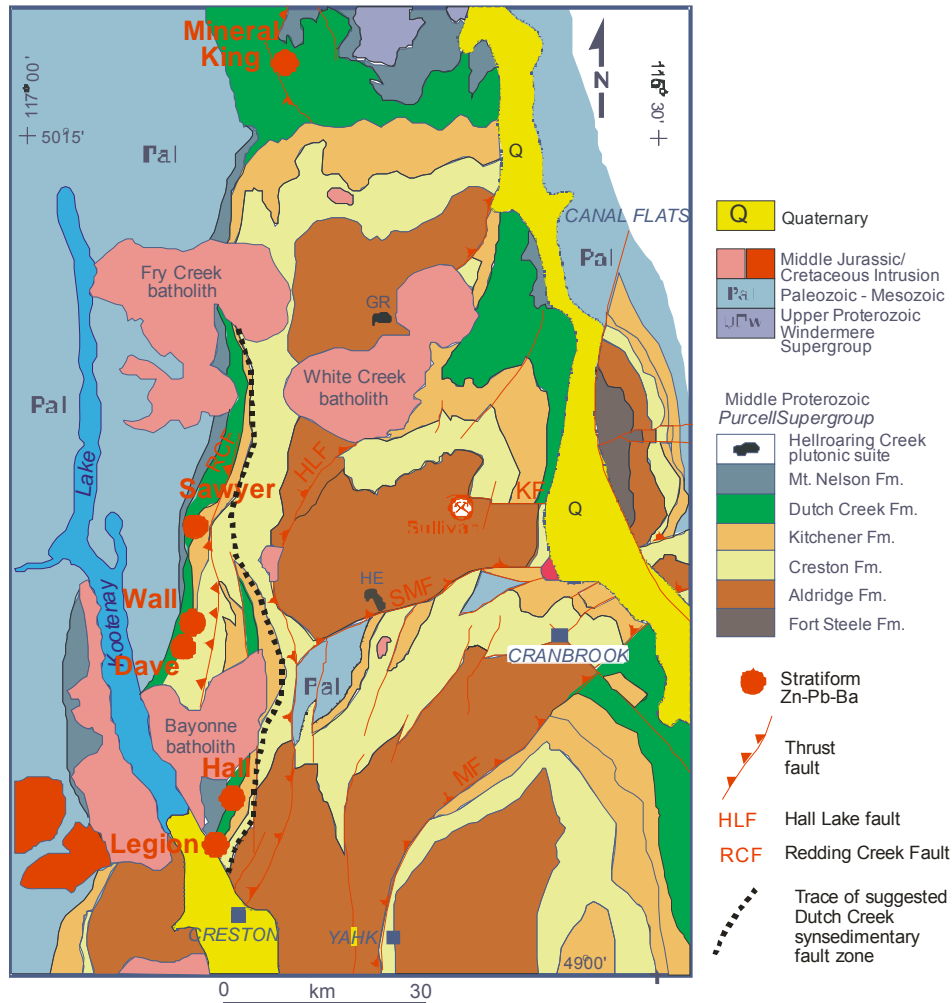 Mineral
King
117°00'
50°15'
Pal
N
30'
Q
CANAL FLATS
Pal
Fry Creek
batholith
GR
White Creek
batholith
Pal
Lake
RCF
HLF
Sawyer
Sullivan
KF
Q
HE
SMF
Wall
Kootenay
Daye
CRANBROOK
Pal
Bayonne
batholith
Hall
MF
Legion
CRESTON
YAHK
4900'
0 km 30
Q Quaternary
Middle Jurassic/
Cretaceous Intrusion
Pal Paleozoic - Mesozoic
Upper Proterozoic
Windermere
Supergroup
Middle Proterozoic
PurcellSupergroup
Hellroaring Creek
plutonic suite
Mt. Nelson Fm.
Dutch Creek Fm.
Kitchener Fm.
Creston Fm.
Aldridge Fm.
Fort Steele Fm.
Stratiform
Zn-Pb-Ba
Thrust
fault
HLF Hall Lake fault
RCF Redding Creek Fault
Trace of suggested
Dutch Creek
synsedimentary
fault zone